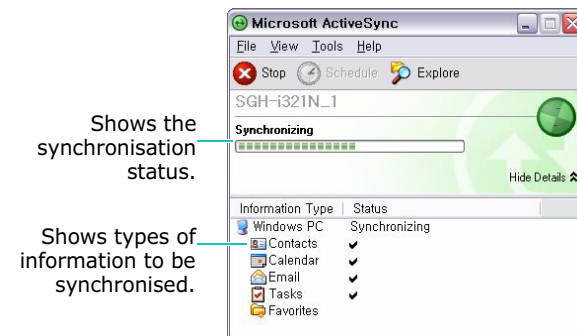 Microsoft ActiveSync
File View Tools Help
Stop Schedule Explore
SGH-i321N_1
Synchronizing
Hide Details
Shows the
synchronisation
status.
Information Type Status
Windows PC Synchronizing
Contacts
Calendar
Email
Tasks
Favorites
Shows types of
information to be
synchronised.